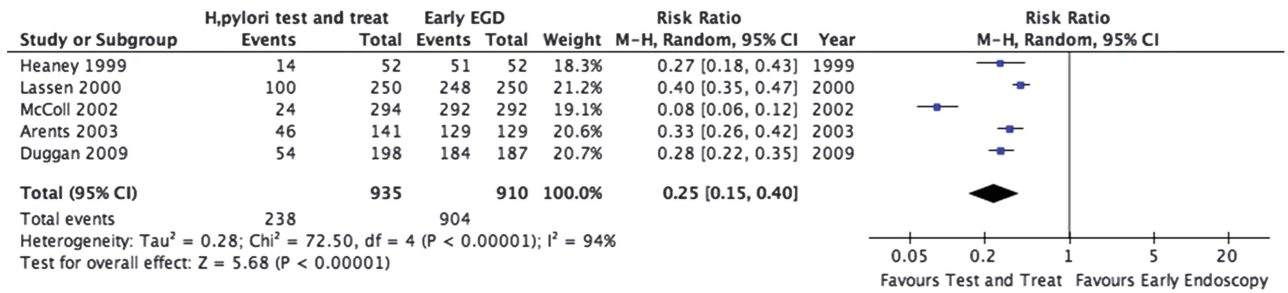 H,pylori test and treat Early EGD Risk Ratio Risk Ratio
Study or Subgroup Events Total Events Total Weight M-H, Random, 95% CI Year M-H, Random, 95% CI
Heaney 1999 14 52 51 52 18.3% 0.27 [0.18, 0.43] 1999
Lassen 2000 100 250 248 250 21.2% 0.40 [0.35, 0.47] 2000
McColl 2002 24 294 292 292 19.1% 0.08 [0.06, 0.12] 2002
Arents 2003 46 141 129 129 20.6% 0.33 [0.26, 0.42] 2003
Duggan 2009 54 198 184 187 20.7% 0.28 [0.22, 0.35] 2009
Total (95% CI) 935 910 100.0% 0.25 [0.15, 0.40]
Total events 238 904
Heterogeneity: Tau² = 0.28; Chi² = 72.50, df = 4 (P < 0.00001); I² = 94%
Test for overall effect: Z = 5.68 (P < 0.00001)
0.05 0.2 1 5 20
Favours Test and Treat Favours Early Endoscopy